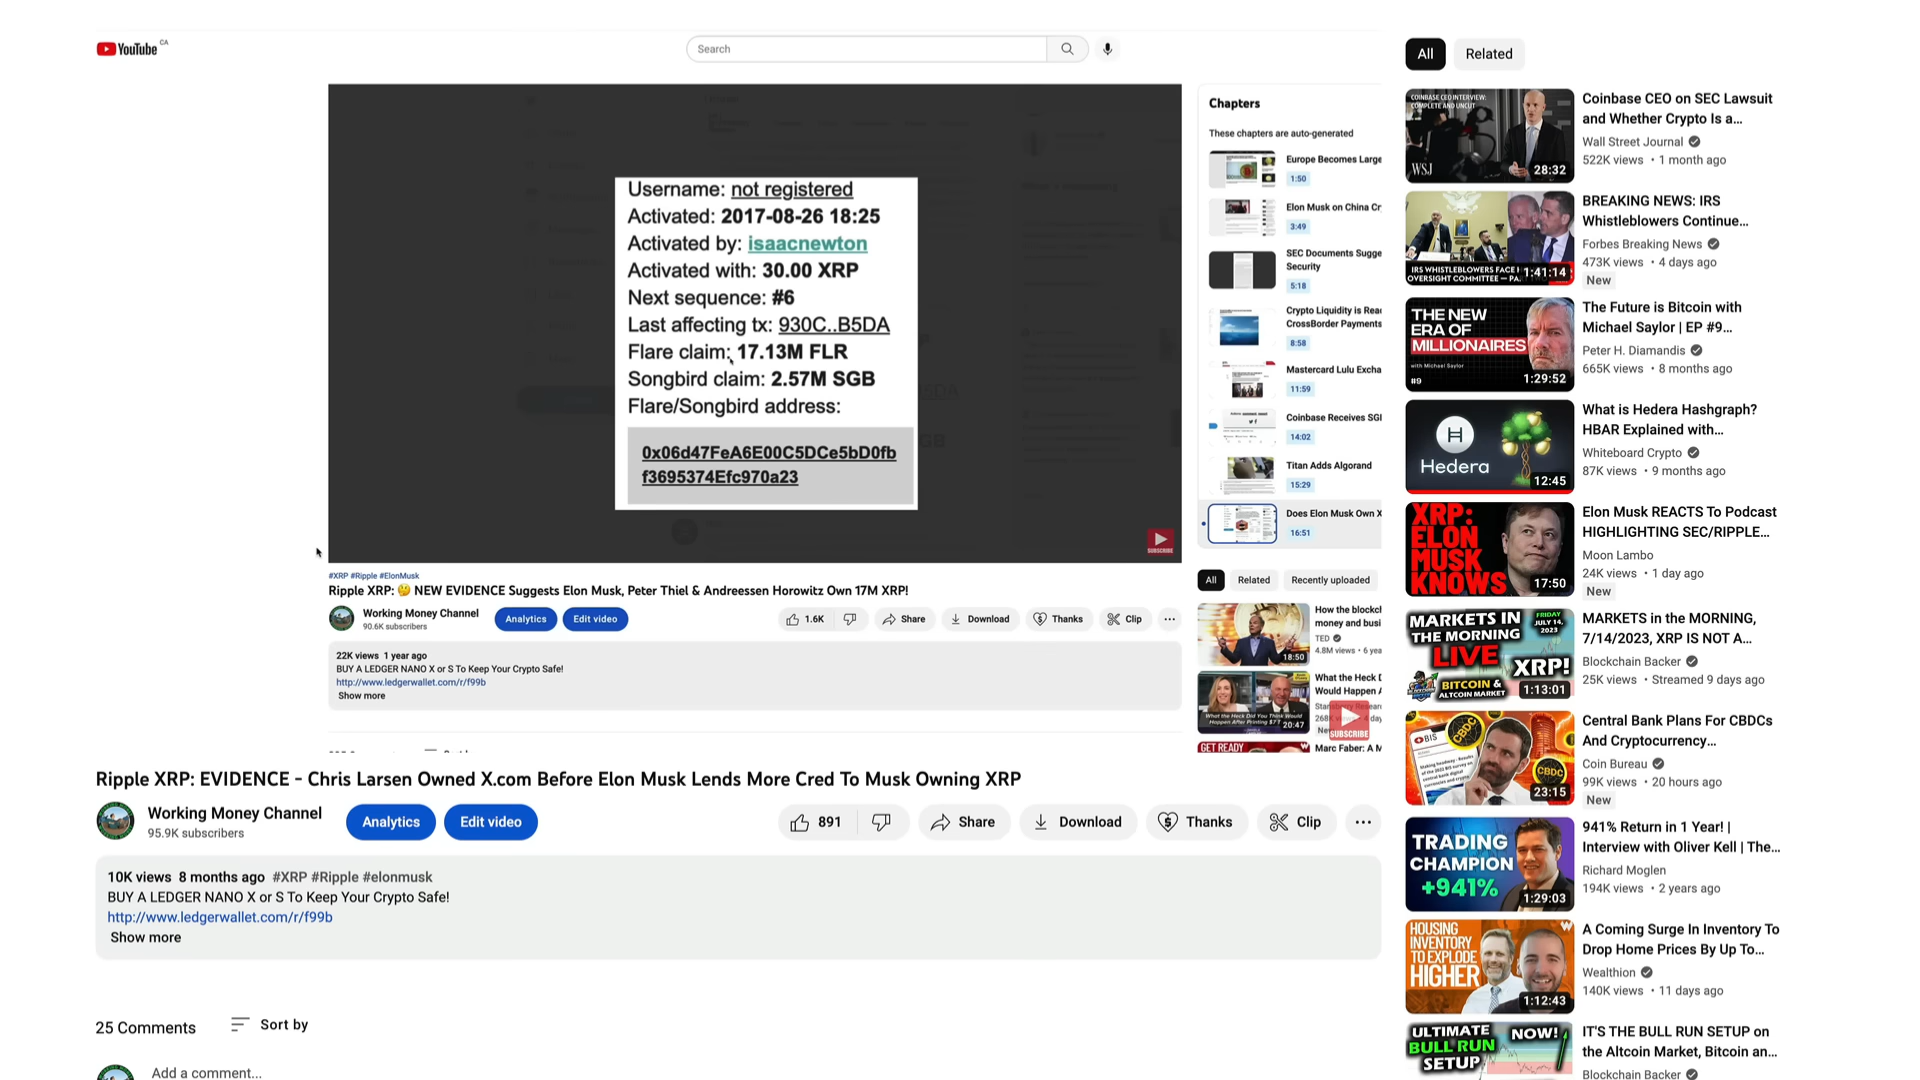 YouTube CA
Search
Username: not registered
Activated: 2017-08-26 18:25
Activated by: isaacnewton
Activated with: 30.00 XRP
Next sequence: #6
Last affecting tx: 930C..B5DA
Flare claim: 17.13M FLR
Songbird claim: 2.57M SGB
Flare/Songbird address:
0x06d47FeA6E00C5DCe5bD0fb
f3695374Efc970a23
SUBSCRIBE
Chapters
These chapters are auto-generated
Europe Becomes Large
1:50
Elon Musk on China Cr
3:49
SEC Documents Sugge
Security
5:18
Crypto Liquidity is Read
CrossBorder Payments
8:58
Mastercard Lulu Excha
11:59
Coinbase Receives SGI
14:02
Titan Adds Algorand
15:29
Does Elon Musk Own X
16:51
#XRP #Ripple #ElonMusk
Ripple XRP: 🤔 NEW EVIDENCE Suggests Elon Musk, Peter Thiel & Andreessen Horowitz Own 17M XRP!
Working Money Channel
90.6K subscribers
Analytics
Edit video
1.6K
Share
Download
Thanks
Clip
22K views 1 year ago
BUY A LEDGER NANO X or S To Keep Your Crypto Safe!
http://www.ledgerwallet.com/r/f99b
Show more
All
Related
Recently uploaded
How the blockcl
money and busi
TED
4.8M views • 6 yea
18:50
What the Heck D
Would Happen A
What the Heck Did You Think Would
Happen After Printing $7T
20:47
SUBSCRIBE
GET READY
Marc Faber: A M
Ripple XRP: EVIDENCE - Chris Larsen Owned X.com Before Elon Musk Lends More Cred To Musk Owning XRP
Working Money Channel
95.9K subscribers
Analytics
Edit video
891
Share
Download
Thanks
Clip
10K views 8 months ago #XRP #Ripple #elonmusk
BUY A LEDGER NANO X or S To Keep Your Crypto Safe!
http://www.ledgerwallet.com/r/f99b
Show more
25 Comments
Sort by
Add a comment...
All
Related
COINBASE CEO INTERVIEW:
COMPLETE AND UNCUT
WSJ
28:32
Coinbase CEO on SEC Lawsuit
and Whether Crypto Is a...
Wall Street Journal
522K views • 1 month ago
IRS WHISTLEBLOWERS FACE
OVERSIGHT COMMITTEE
1:41:14
BREAKING NEWS: IRS
Whistleblowers Continue...
Forbes Breaking News
473K views • 4 days ago
New
THE NEW
ERA OF
MILLIONAIRES
with Michael Saylor
#9
1:29:52
The Future is Bitcoin with
Michael Saylor | EP #9...
Peter H. Diamandis
665K views • 8 months ago
Hedera
12:45
What is Hedera Hashgraph?
HBAR Explained with...
Whiteboard Crypto
87K views • 9 months ago
XRP:
ELON
MUSK
KNOWS
17:50
Elon Musk REACTS To Podcast
HIGHLIGHTING SEC/RIPPLE...
Moon Lambo
24K views • 1 day ago
New
MARKETS IN
THE MORNING
LIVE
FRIDAY
JULY 14,
2023
XRP!
BITCOIN &
ALTCOIN MARKET
1:13:01
MARKETS in the MORNING,
7/14/2023, XRP IS NOT A...
Blockchain Backer
25K views • Streamed 9 days ago
BIS
CBDC
CBDC
23:15
Central Bank Plans For CBDCs
And Cryptocurrency...
Coin Bureau
99K views • 20 hours ago
New
TRADING
CHAMPION
+941%
1:29:03
941% Return in 1 Year! |
Interview with Oliver Kell | The...
Richard Moglen
194K views • 2 years ago
HOUSING
INVENTORY
TO EXPLODE
HIGHER
1:12:43
A Coming Surge In Inventory To
Drop Home Prices By Up To...
Wealthion
140K views • 11 days ago
ULTIMATE
BULL RUN
SETUP
NOW!
IT'S THE BULL RUN SETUP on
the Altcoin Market, Bitcoin an...
Blockchain Backer